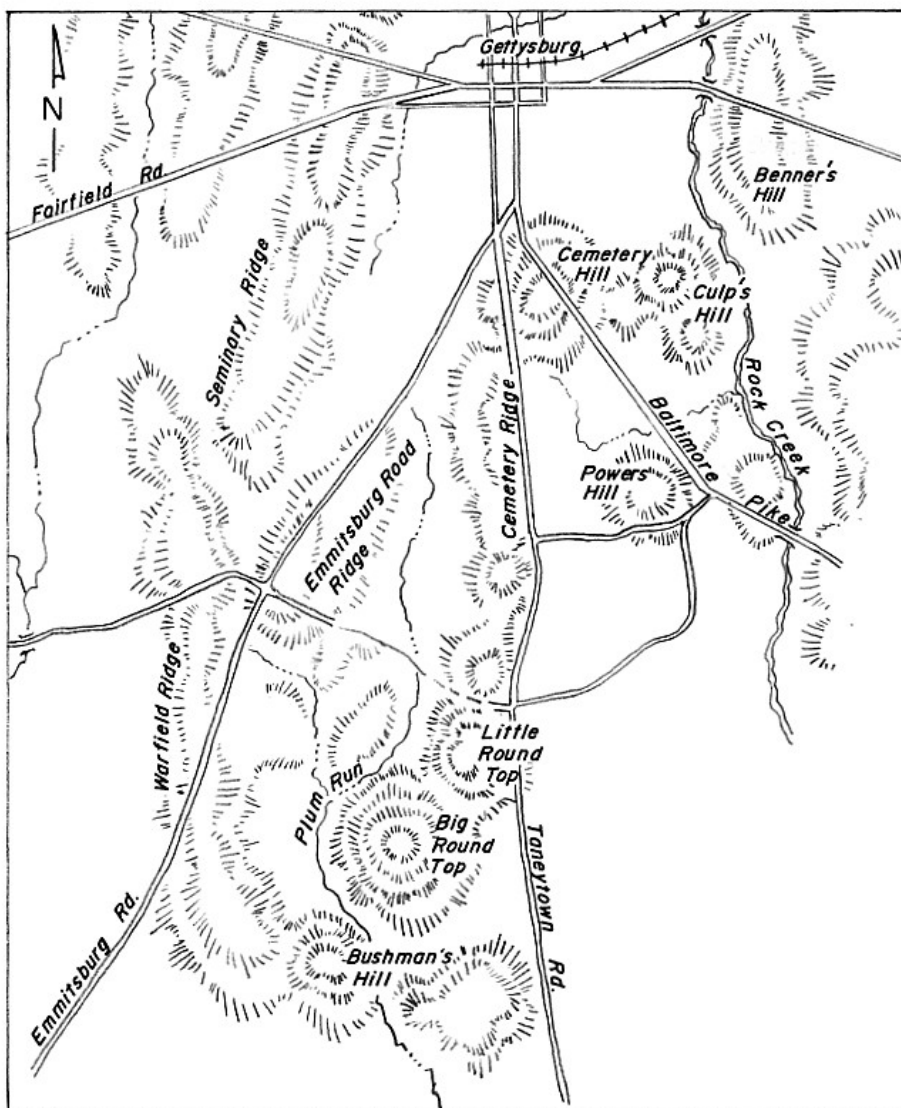 Gettysburg
N
Fairfield Rd.
Benner's
Hill
Seminary Ridge
Cemetery
Hill
Culp's
Hill
Rock Creek
Baltimore
Pike
Cemetery Ridge
Powers'
Hill
Emmitsburg Road
Ridge
Warfield Ridge
Little
Round
Top
Plum Run
Big
Round
Top
Taneytown
Rd.
Emmitsburg Rd.
Bushman's
Hill